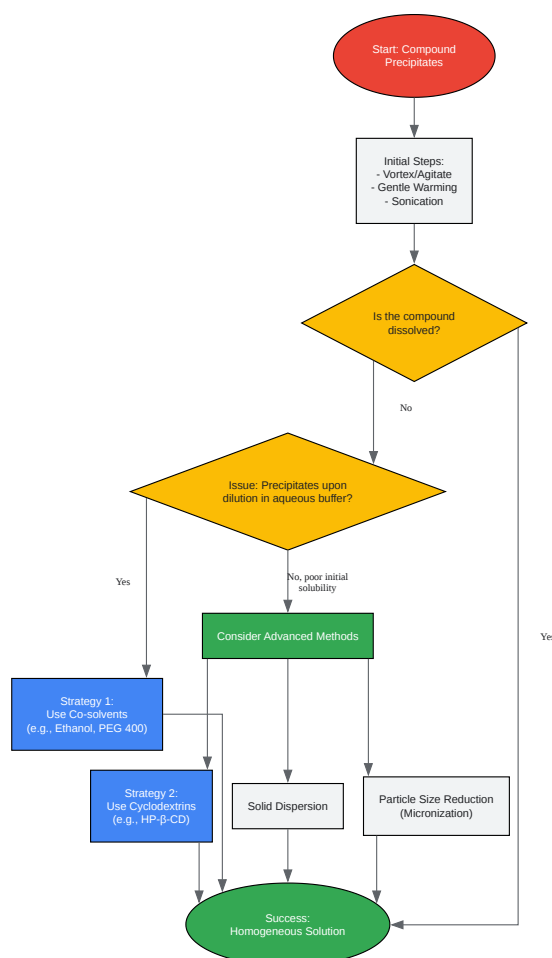 Start: Compound
Precipitates
Initial Steps:
- Vortex/Agitate
- Gentle Warming
- Sonication
Is the compound
dissolved?
No
Issue: Precipitates upon
dilution in aqueous buffer?
Yes
No, poor initial
solubility
Consider Advanced Methods
Yes
Strategy 1:
Use Co-solvents
(e.g., Ethanol, PEG 400)
Strategy 2:
Use Cyclodextrins
(e.g., HP-β-CD)
Solid Dispersion
Particle Size Reduction
(Micronization)
Success:
Homogeneous Solution